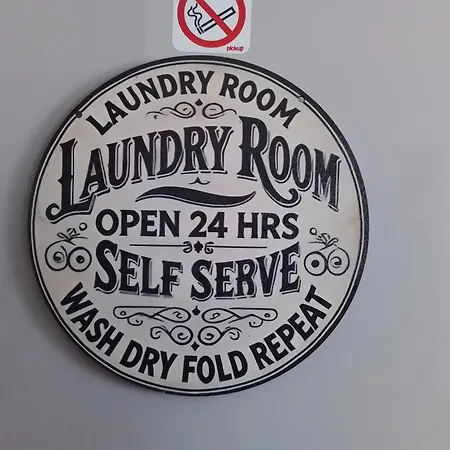 pickup
LAUNDRY ROOM
LAUNDRY ROOM
OPEN 24 HRS
SELF SERVE
WASH DRY FOLD REPEAT